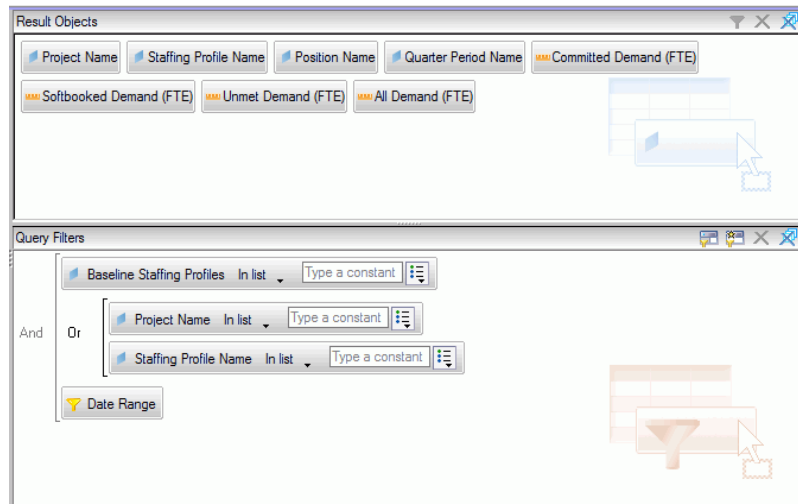 Result Objects
Project Name Staffing Profile Name Position Name Quarter Period Name Committed Demand (FTE)
Softbooked Demand (FTE) Unmet Demand (FTE) All Demand (FTE)
Query Filters
Baseline Staffing Profiles In list Type a constant
And Or Project Name In list Type a constant
Staffing Profile Name In list Type a constant
Date Range